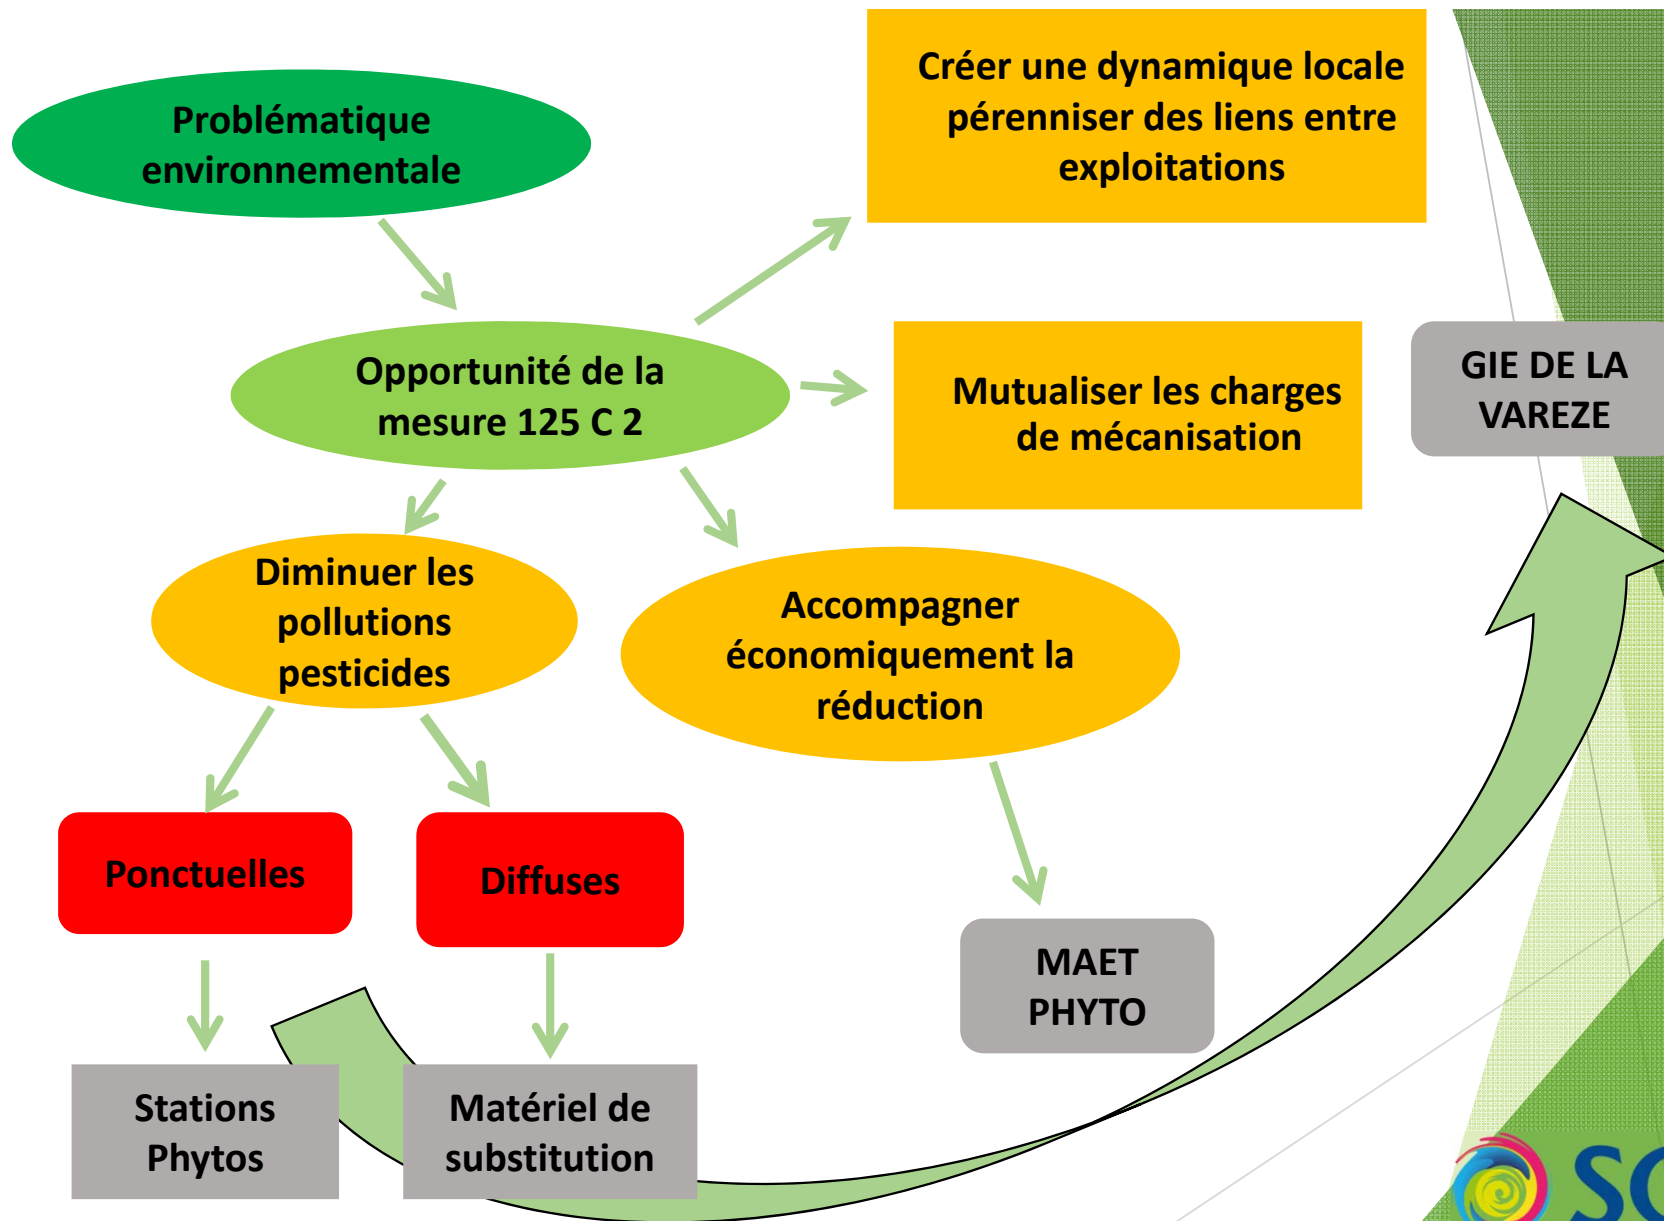 Problématique
environnementale
Créer une dynamique locale
pérenniser des liens entre
exploitations
Opportunité de la
mesure 125 C 2
Mutualiser les charges
de mécanisation
GIE DE LA
VAREZE
Diminuer les
pollutions
pesticides
Accompagner
économiquement la
réduction
Ponctuelles
Diffuses
MAET
PHYTO
Stations
Phytos
Matériel de
substitution